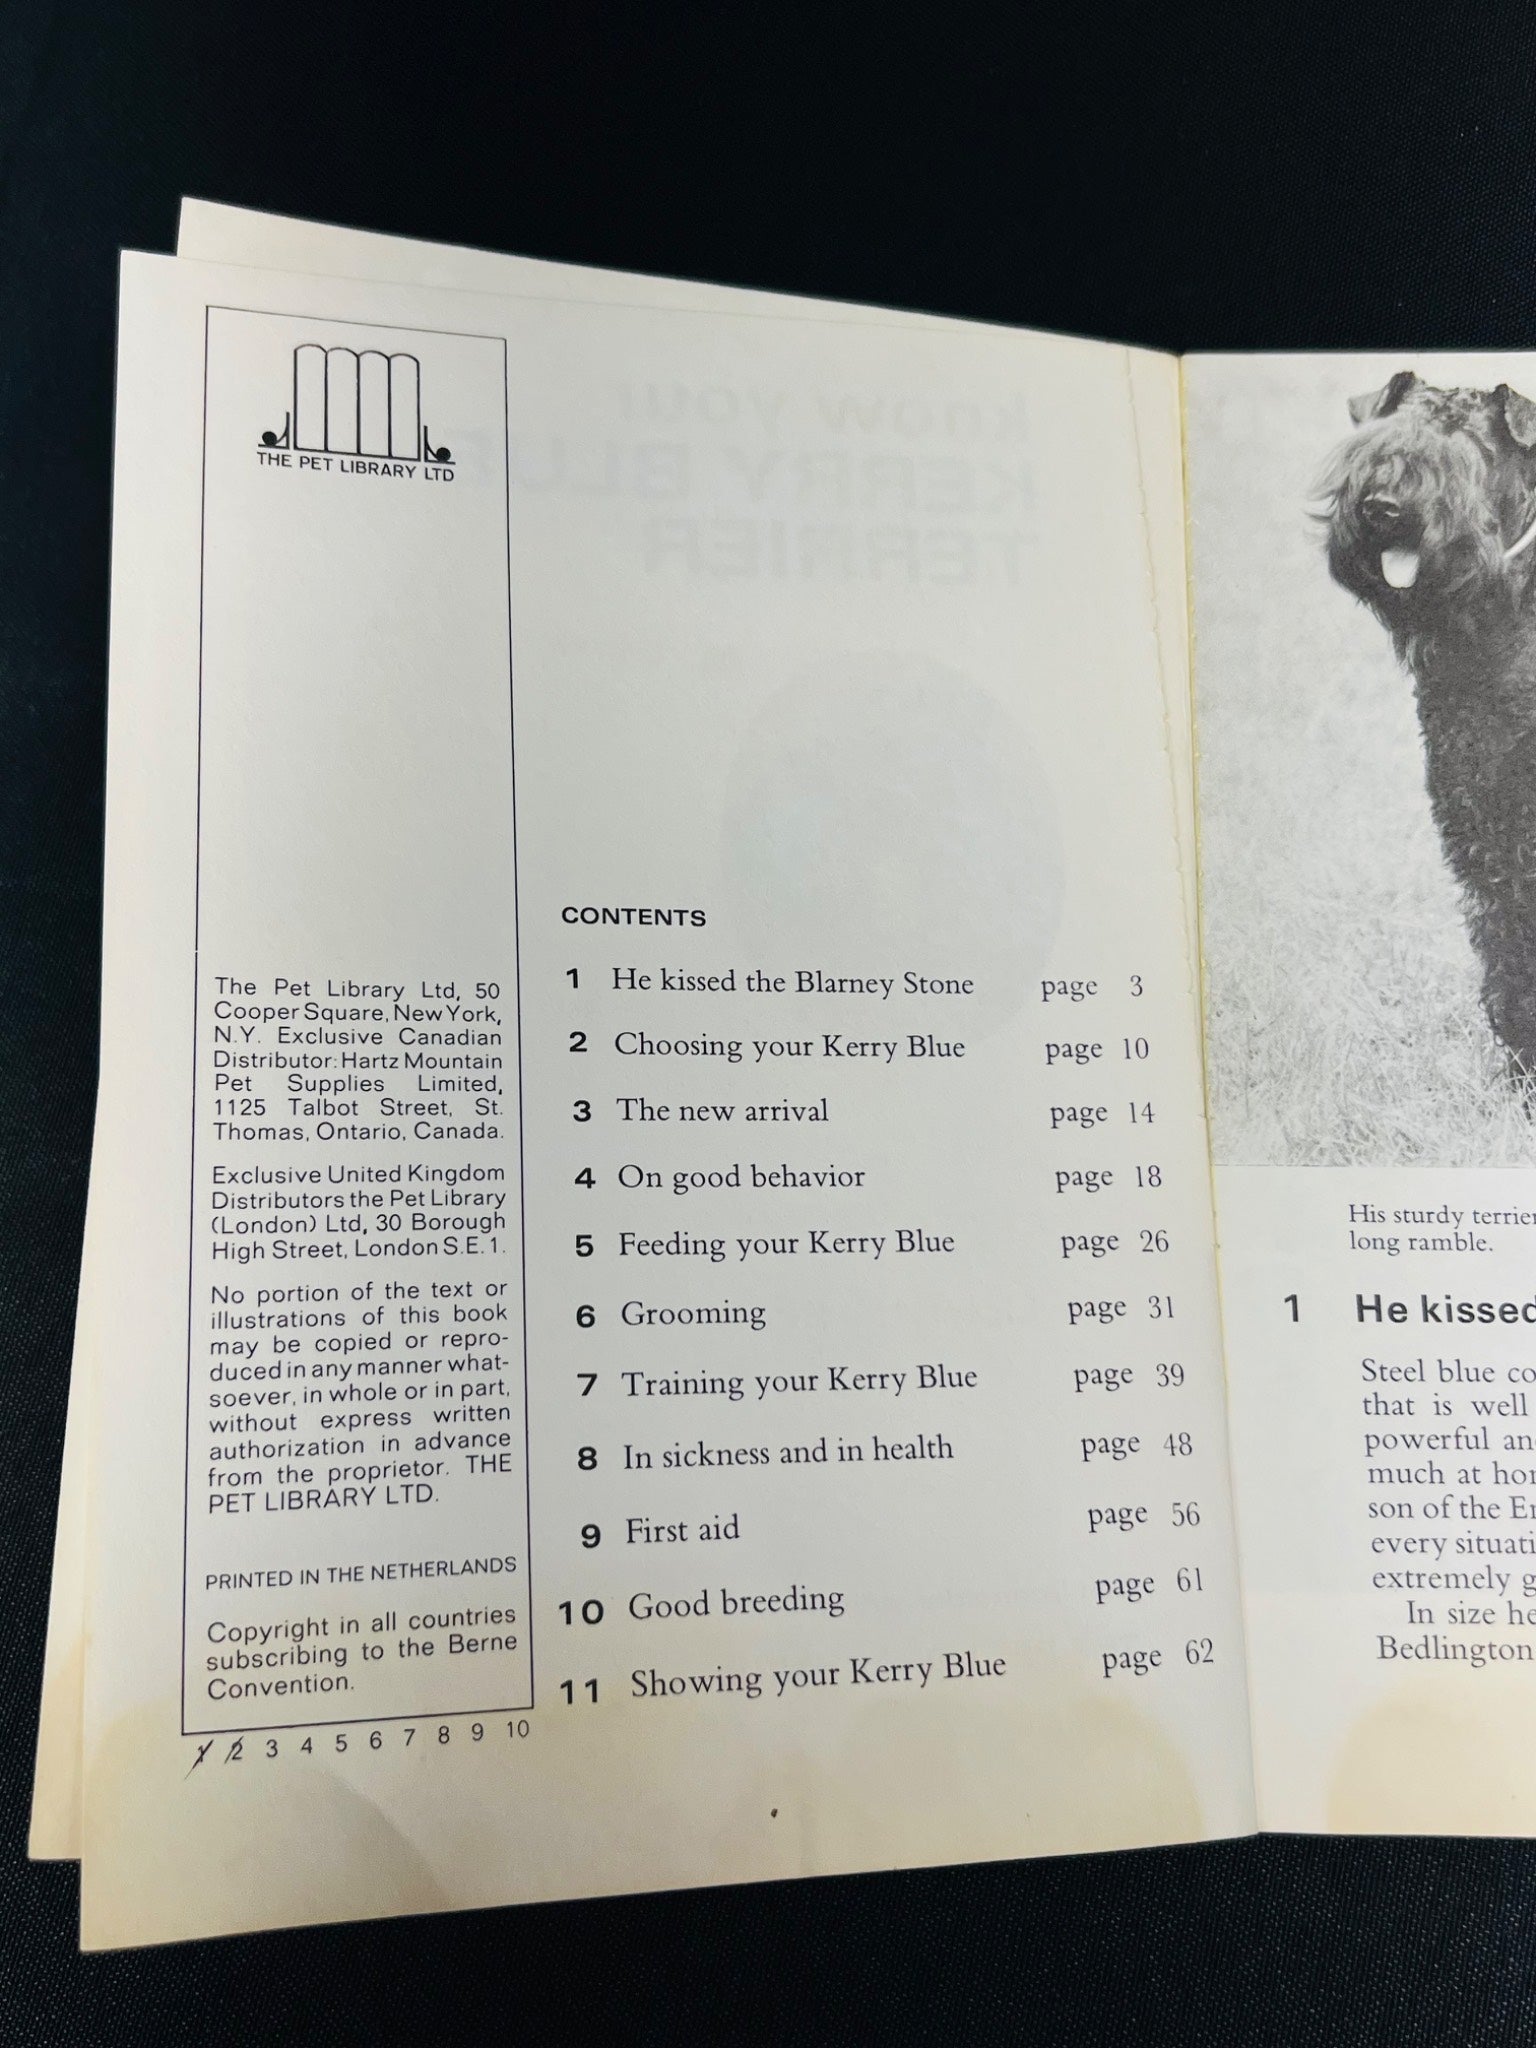 THE PET LIBRARY LTD
The Pet Library Ltd, 50
Cooper Square, New York,
N.Y. Exclusive Canadian
Distributor: Hartz Mountain
Pet Supplies Limited,
1125 Talbot Street, St.
Thomas, Ontario, Canada.
Exclusive United Kingdom
Distributors the Pet Library
(London) Ltd, 30 Borough
High Street, London S.E.1.
No portion of the text or
illustrations of this book
may be copied or repro-
duced in any manner what-
soever, in whole or in part,
without express written
authorization in advance
from the proprietor. THE
PET LIBRARY LTD.
PRINTED IN THE NETHERLANDS
Copyright in all countries
subscribing to the Berne
Convention.
1 2 3 4 5 6 7 8 9 10
know your
KERRY BLUE
TERRIER
CONTENTS
1 He kissed the Blarney Stone page 3
2 Choosing your Kerry Blue page 10
3 The new arrival page 14
4 On good behavior page 18
5 Feeding your Kerry Blue page 26
6 Grooming page 31
7 Training your Kerry Blue page 39
8 In sickness and in health page 48
9 First aid page 56
10 Good breeding page 61
11 Showing your Kerry Blue page 62
His sturdy terrier
long ramble.
1 He kissed
Steel blue co
that is well
powerful an
much at ho
son of the E
every situati
extremely g
In size he
Bedlington